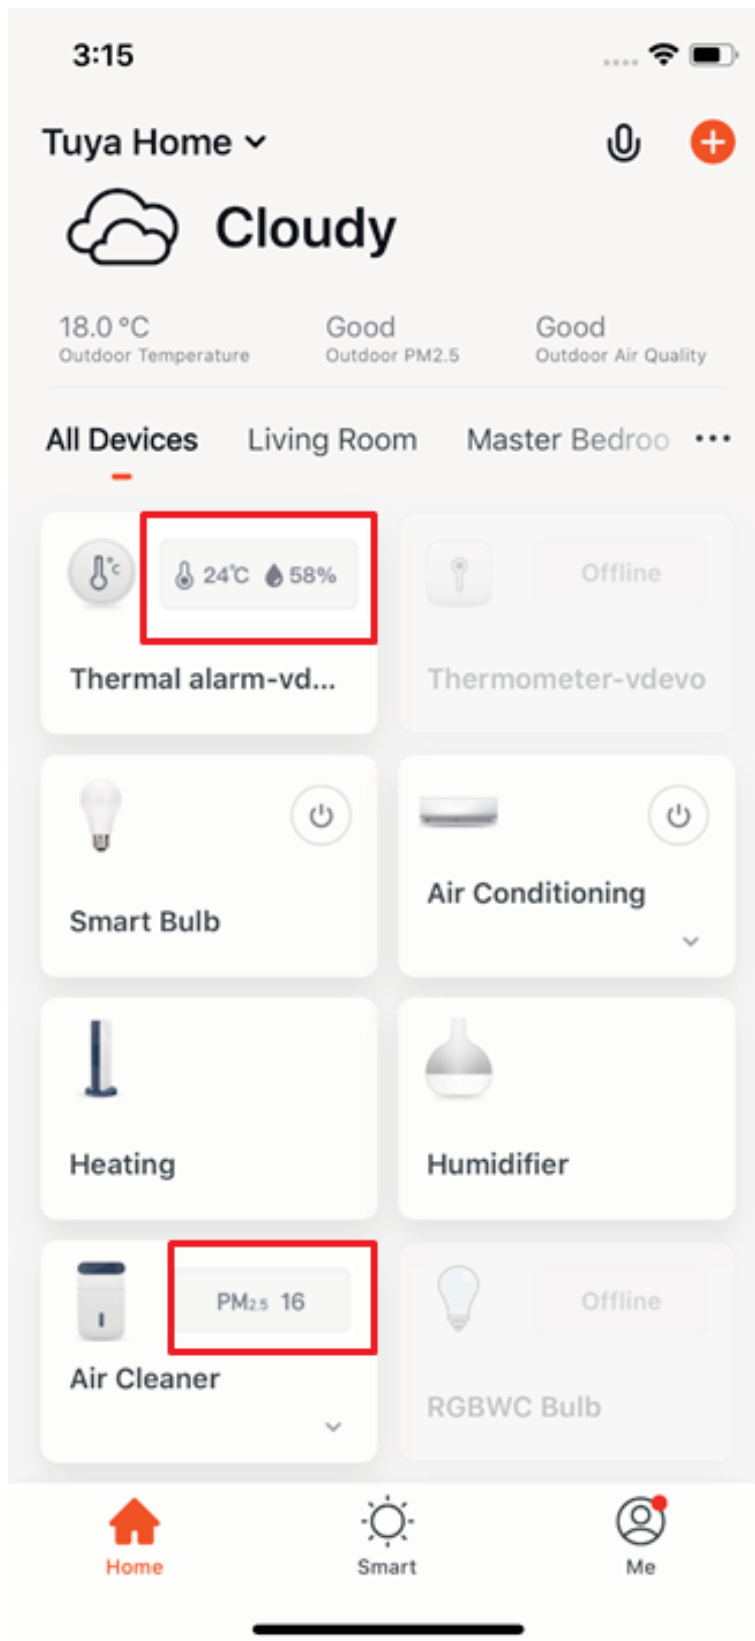 3:15
Tuya Home
Cloudy
18.0 °C Good Good
Outdoor Temperature Outdoor PM2.5 Outdoor Air Quality
All Devices Living Room Master Bedroo
°c 24°C 58% Offline
Thermal alarm-vd... Thermometer-vdevo
Smart Bulb Air Conditioning
Heating Humidifier
PM2.5 16 Offline
Air Cleaner
RGBWC Bulb
Home Smart Me